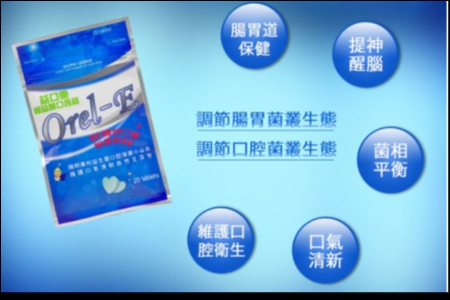 腸胃道
保健
提神
醒腦
調節腸胃菌叢生態
調節口腔菌叢生態
菌相
平衡
維護口
腔衛生
口氣
清新
20 tablets
益口樂
Orel-E
20 tablets